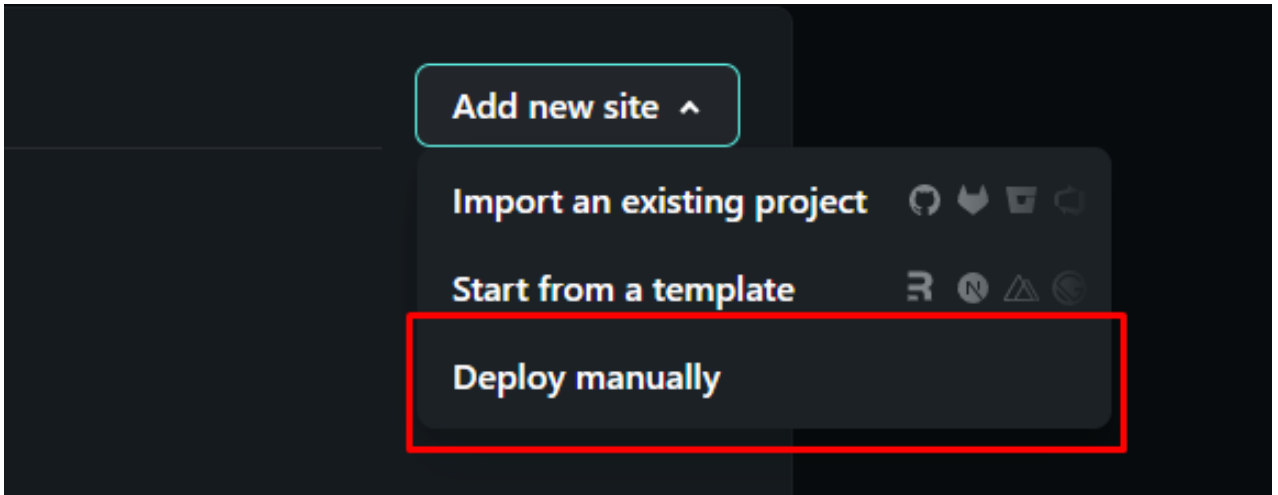 Add new site
Import an existing project
Start from a template
Deploy manually